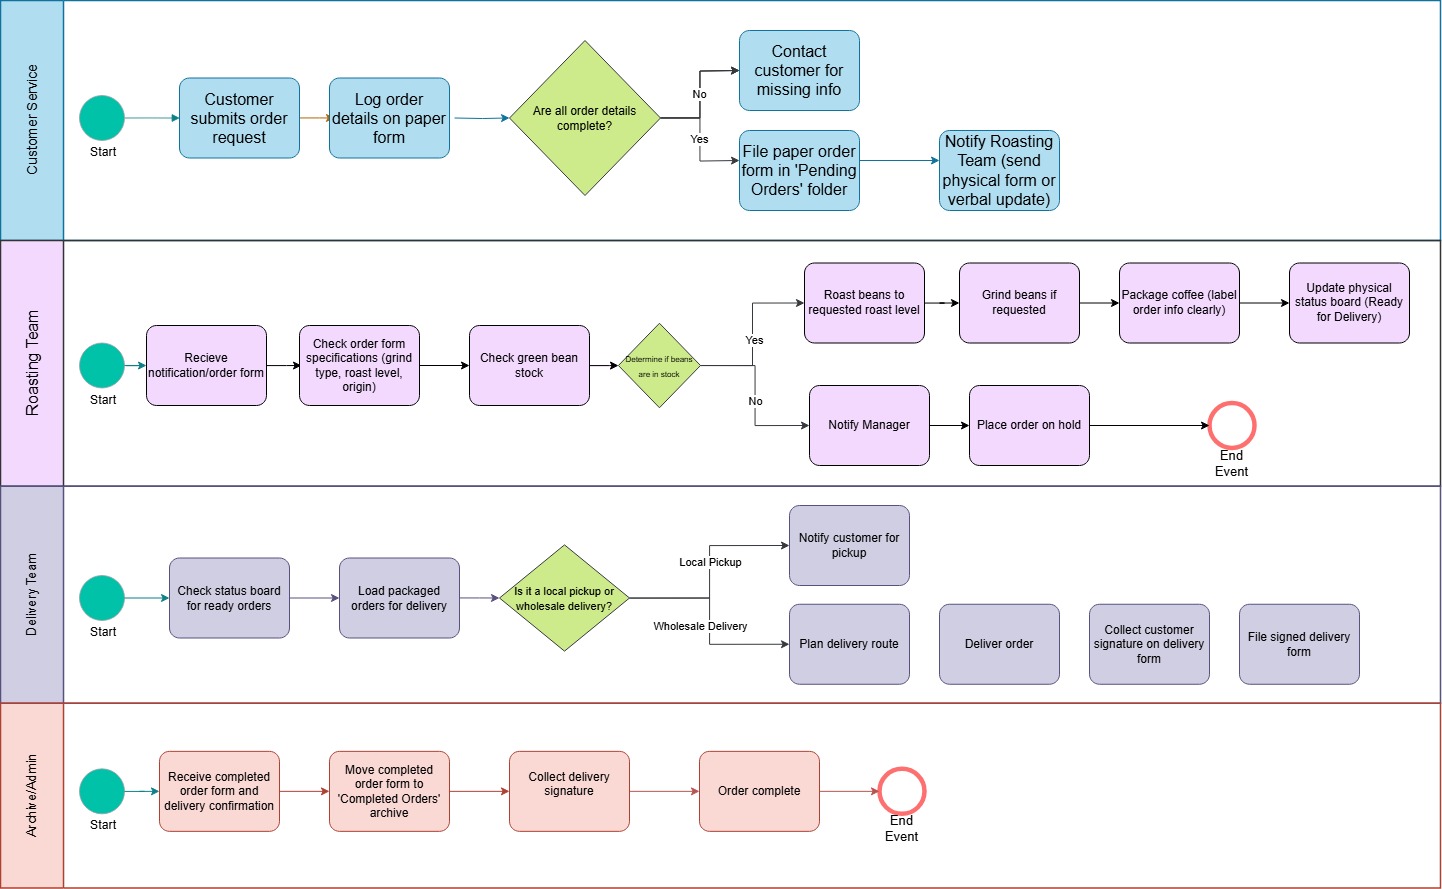 Customer Service
Start
Customer
submits order
request
Log order
details on paper
form
Are all order details
complete?
No
Yes
Contact
customer for
missing info
File paper order
form in 'Pending
Orders' folder
Notify Roasting
Team (send
physical form or
verbal update)
Roasting Team
Start
Recieve
notification/order form
Check order form
specifications (grind
type, roast level,
origin)
Check green bean
stock
Determine if beans
are in stock
Yes
No
Roast beans to
requested roast level
Grind beans if
requested
Package coffee (label
order info clearly)
Update physical
status board (Ready
for Delivery)
Notify Manager
Place order on hold
End
Event
Delivery Team
Start
Check status board
for ready orders
Load packaged
orders for delivery
Is it a local pickup or
wholesale delivery?
Local Pickup
Wholesale Delivery
Notify customer for
pickup
Plan delivery route
Deliver order
Collect customer
signature on delivery
form
File signed delivery
form
Archive/Admin
Start
Receive completed
order form and
delivery confirmation
Move completed
order form to
'Completed Orders'
archive
Collect delivery
signature
Order complete
End
Event